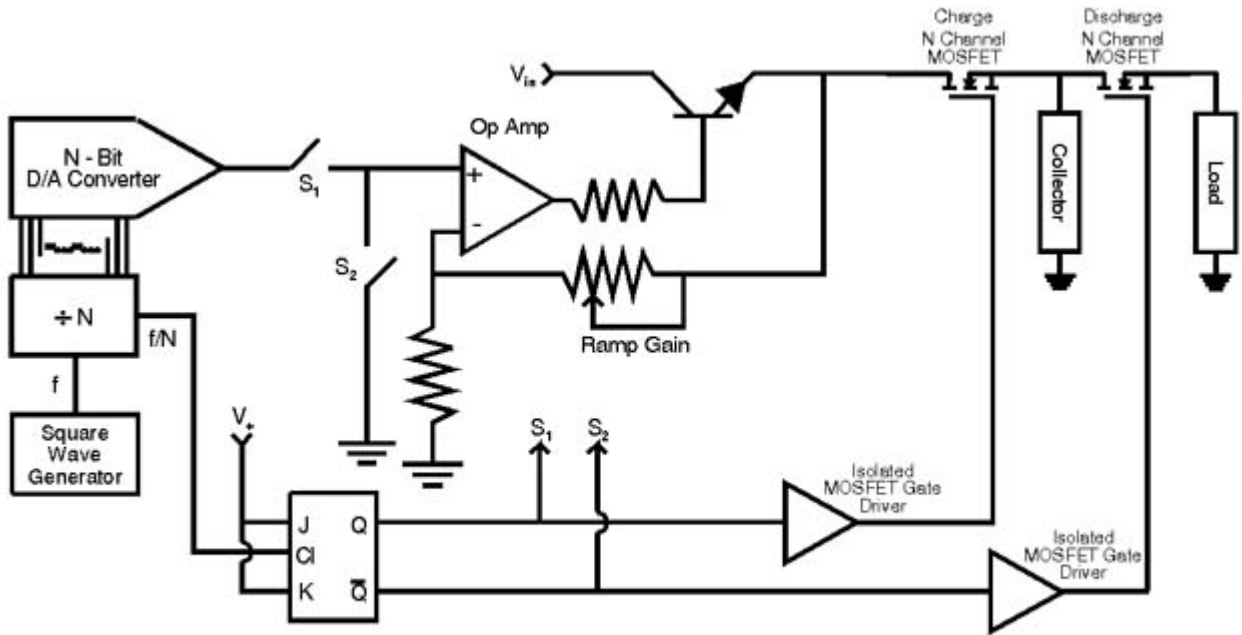 Charge
N Channel
MOSFET
Discharge
N Channel
MOSFET
Vin
Op Amp
N - Bit
D/A Converter
S1
+
-
S2
Collector
Load
÷ N
f/N
Ramp Gain
f
V+
Square
Wave
Generator
S1
S2
Isolated
MOSFET Gate
Driver
J Q
Cl
K Q̅
Isolated
MOSFET Gate
Driver